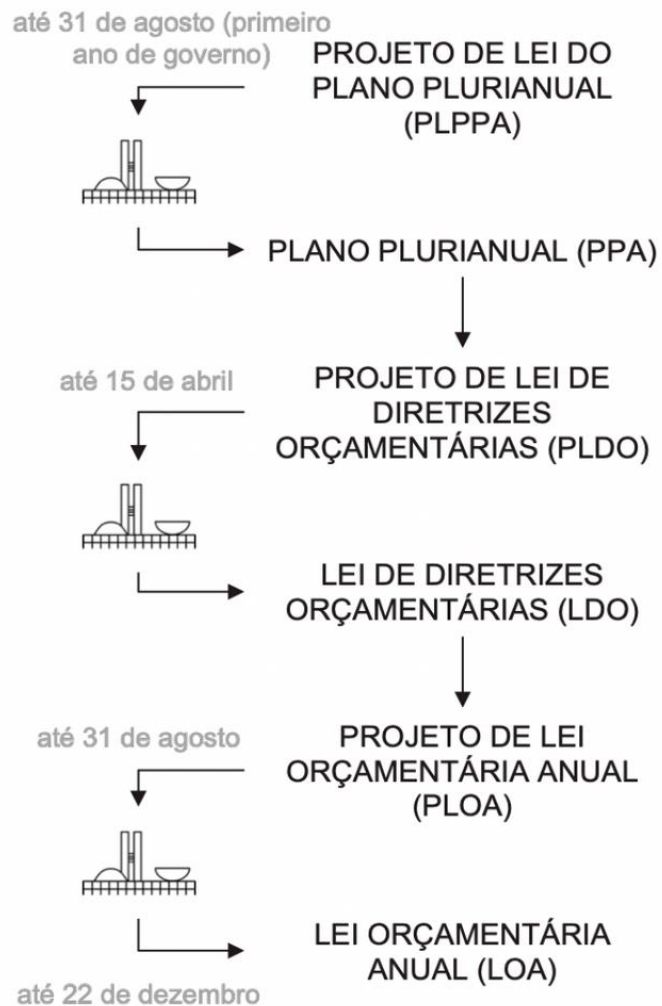 até 31 de agosto (primeiro
ano de governo)
PROJETO DE LEI DO
PLANO PLURIANUAL
(PLPPA)
PLANO PLURIANUAL (PPA)
até 15 de abril
PROJETO DE LEI DE
DIRETRIZES
ORÇAMENTÁRIAS (PLDO)
LEI DE DIRETRIZES
ORÇAMENTÁRIAS (LDO)
até 31 de agosto
PROJETO DE LEI
ORÇAMENTÁRIA ANUAL
(PLOA)
LEI ORÇAMENTÁRIA
ANUAL (LOA)
até 22 de dezembro